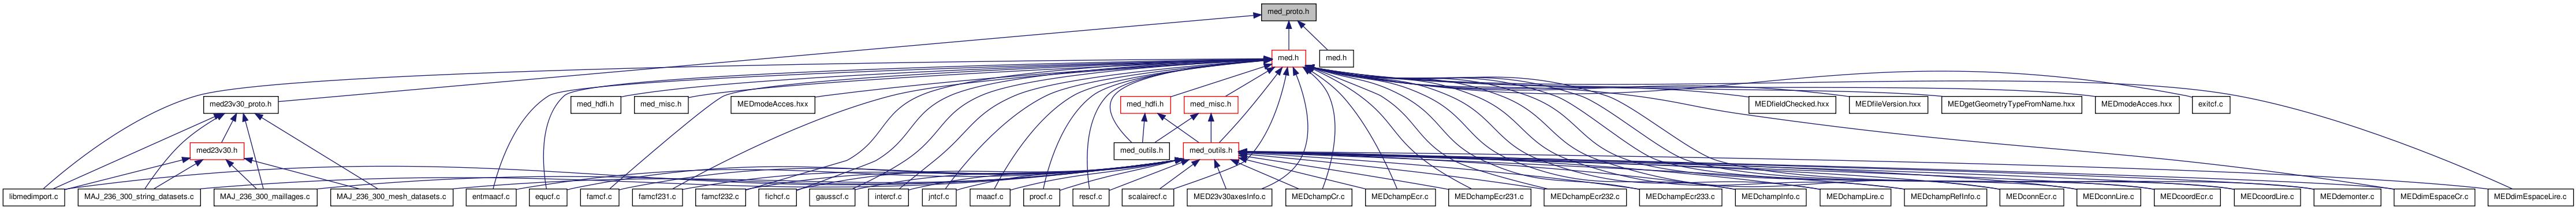 med_proto.h
med.h
med.h
med23v30_proto.h
med_hdfi.h
med_misc.h
MEDmodeAcces.hxx
med_hdfi.h
med_misc.h
MEDfieldChecked.hxx
MEDfileVersion.hxx
MEDgetGeometryTypeFromName.hxx
MEDmodeAcces.hxx
exitcf.c
med23v30.h
med_outils.h
med_outils.h
libmedimport.c
MAJ_236_300_string_datasets.c
MAJ_236_300_maillages.c
MAJ_236_300_mesh_datasets.c
entmaacf.c
equcf.c
famcf.c
famcf231.c
famcf232.c
fichcf.c
gausscf.c
intercf.c
jntcf.c
maacf.c
procf.c
rescf.c
scalairecf.c
MED23v30axesInfo.c
MEDchampCr.c
MEDchampEcr.c
MEDchampEcr231.c
MEDchampEcr232.c
MEDchampEcr233.c
MEDchampInfo.c
MEDchampLire.c
MEDchampRefInfo.c
MEDconnEcr.c
MEDconnLire.c
MEDcoordEcr.c
MEDcoordLire.c
MEDdemonter.c
MEDdimEspaceCr.c
MEDdimEspaceLire.c